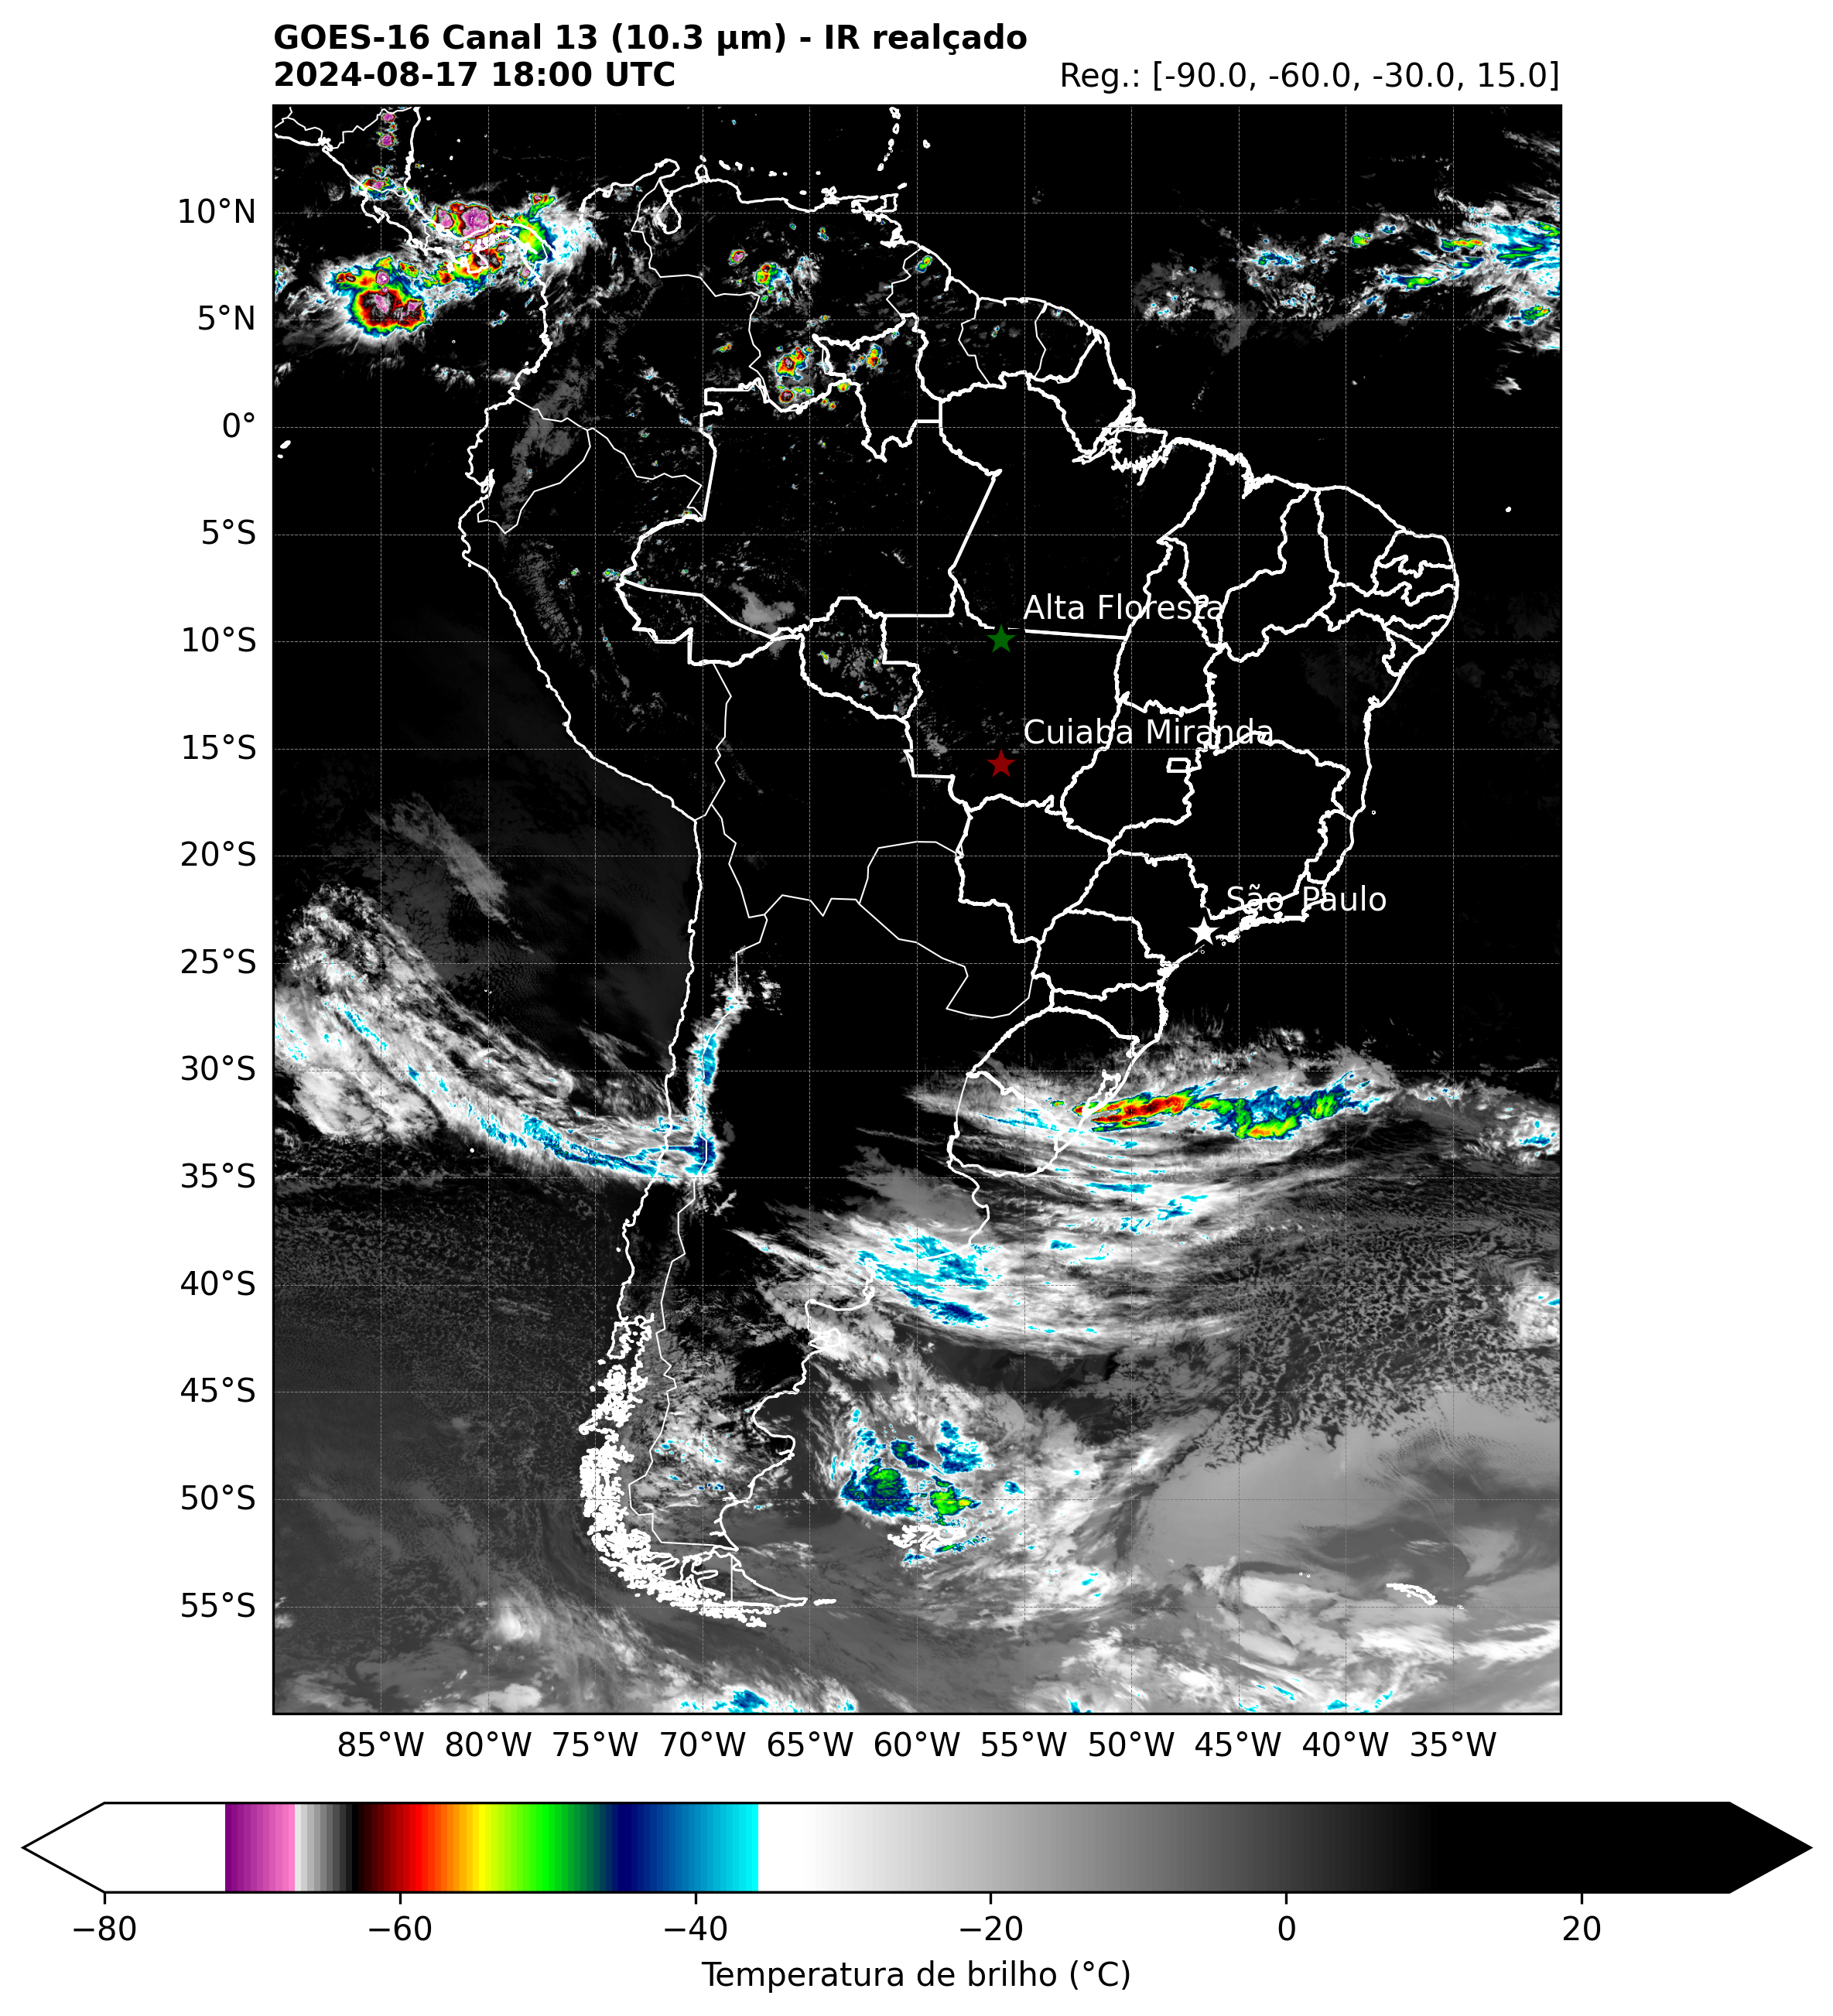 GOES-16 Canal 13 (10.3 μm) - IR realçado
2024-08-17 18:00 UTC Reg.: [-90.0, -60.0, -30.0, 15.0]
10°N
5°N
0°
5°S
Alta Floresta
10°S
Cuiaba Miranda
15°S
20°S
São Paulo
25°S
30°S
35°S
40°S
45°S
50°S
55°S
85°W 80°W 75°W 70°W 65°W 60°W 55°W 50°W 45°W 40°W 35°W
−80 −60 −40 −20 0 20
Temperatura de brilho (°C)